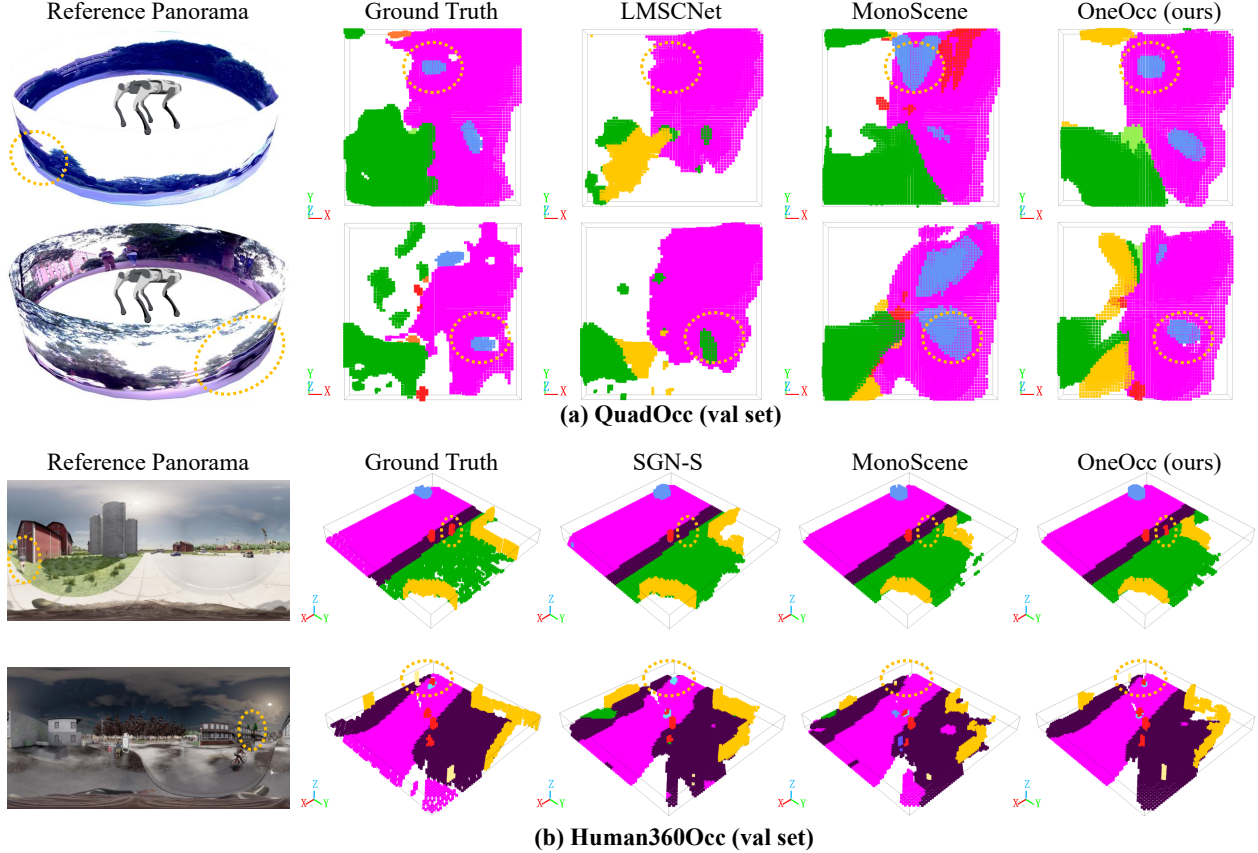 Reference Panorama Ground Truth LMSCNet MonoScene OneOcc (ours)
Y Z X Y Z X Y Z X Y Z X
Y Z X Y Z X Y Z X Y Z X
(a) QuadOcc (val set)
Reference Panorama Ground Truth SGN-S MonoScene OneOcc (ours)
Z X Y Z X Y Z X Y Z X Y
Z X Y Z X Y Z X Y Z X Y
(b) Human360Occ (val set)